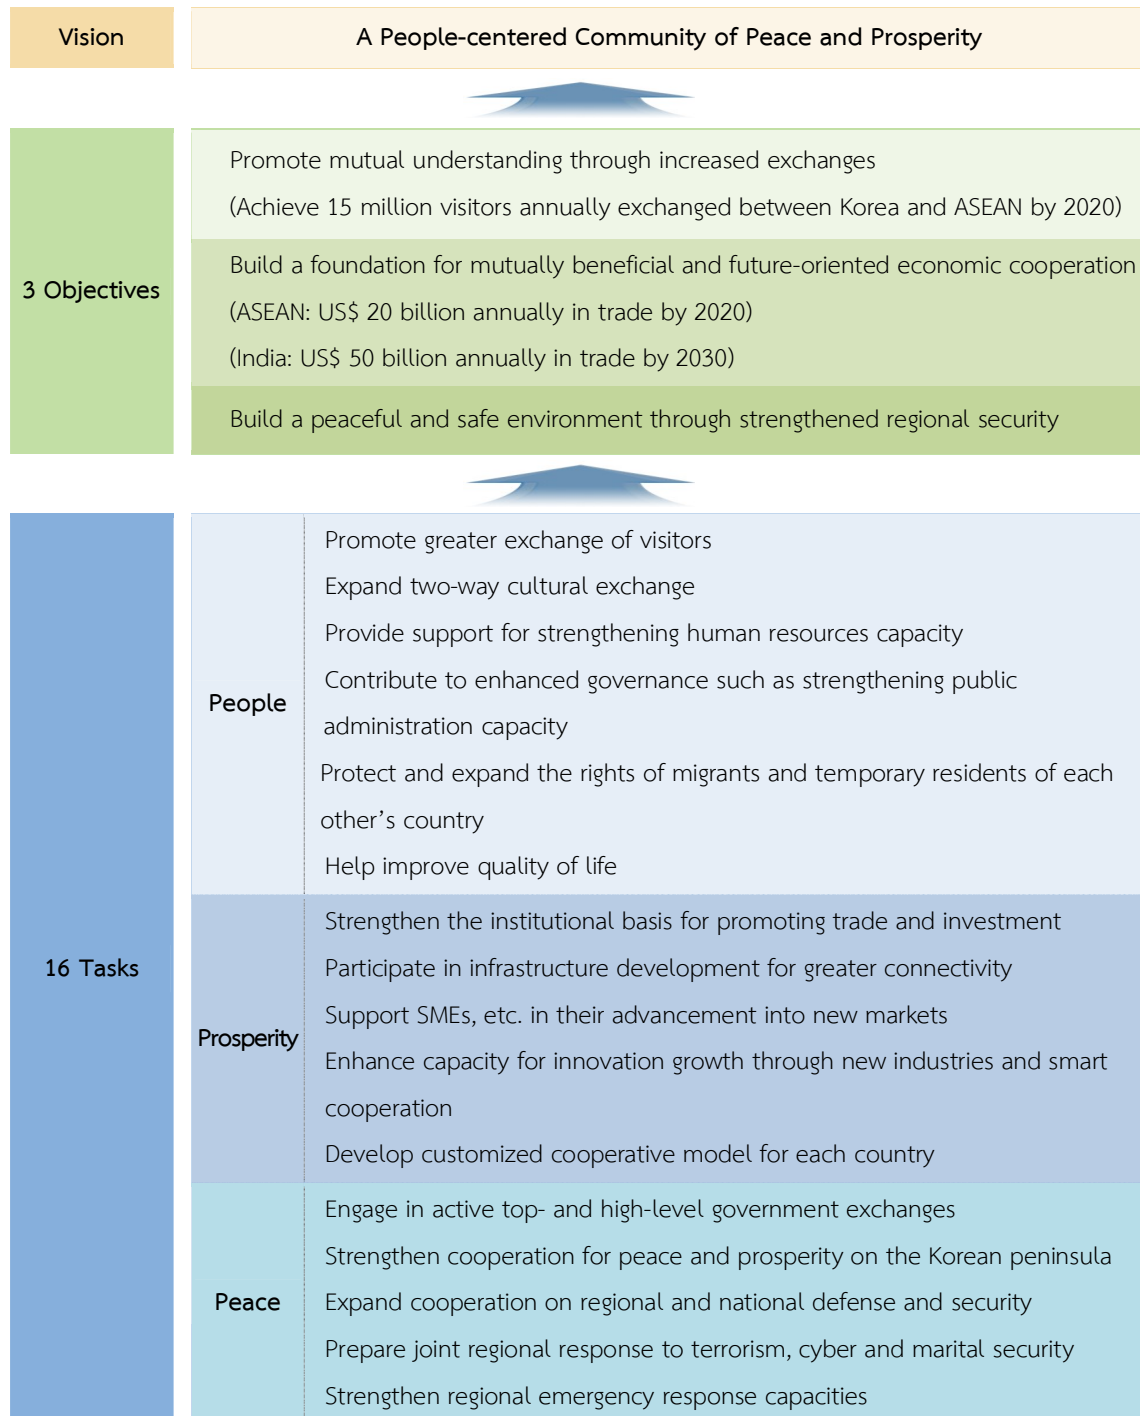 Vision
A People-centered Community of Peace and Prosperity
3 Objectives
Promote mutual understanding through increased exchanges
(Achieve 15 million visitors annually exchanged between Korea and ASEAN by 2020)
Build a foundation for mutually beneficial and future-oriented economic cooperation
(ASEAN: US$ 20 billion annually in trade by 2020)
(India: US$ 50 billion annually in trade by 2030)
Build a peaceful and safe environment through strengthened regional security
16 Tasks
People
Promote greater exchange of visitors
Expand two-way cultural exchange
Provide support for strengthening human resources capacity
Contribute to enhanced governance such as strengthening public
administration capacity
Protect and expand the rights of migrants and temporary residents of each
other's country
Help improve quality of life
Prosperity
Strengthen the institutional basis for promoting trade and investment
Participate in infrastructure development for greater connectivity
Support SMEs, etc. in their advancement into new markets
Enhance capacity for innovation growth through new industries and smart
cooperation
Develop customized cooperative model for each country
Peace
Engage in active top- and high-level government exchanges
Strengthen cooperation for peace and prosperity on the Korean peninsula
Expand cooperation on regional and national defense and security
Prepare joint regional response to terrorism, cyber and marital security
Strengthen regional emergency response capacities